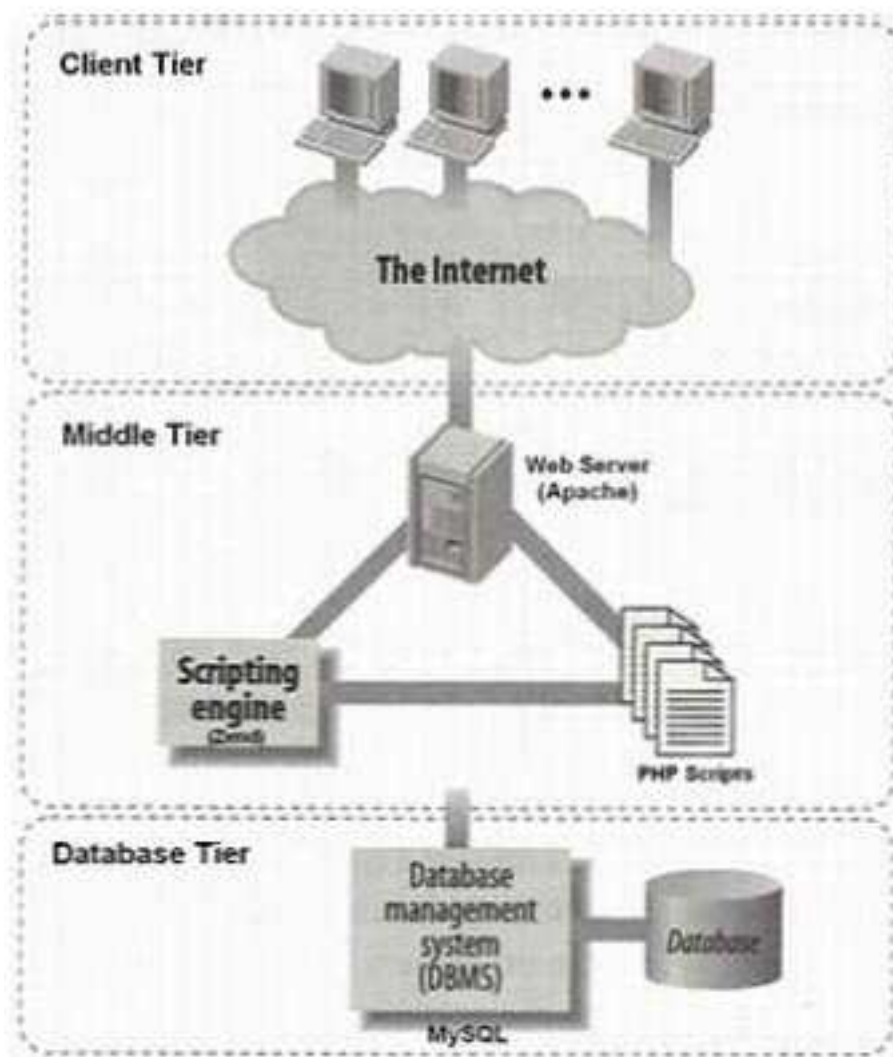 Client Tier
•••
The Internet
Middle Tier
Web Server
(Apache)
Scripting
engine
PHP Scripts
Database Tier
Database
management
system
(DBMS)
Database
MySQL